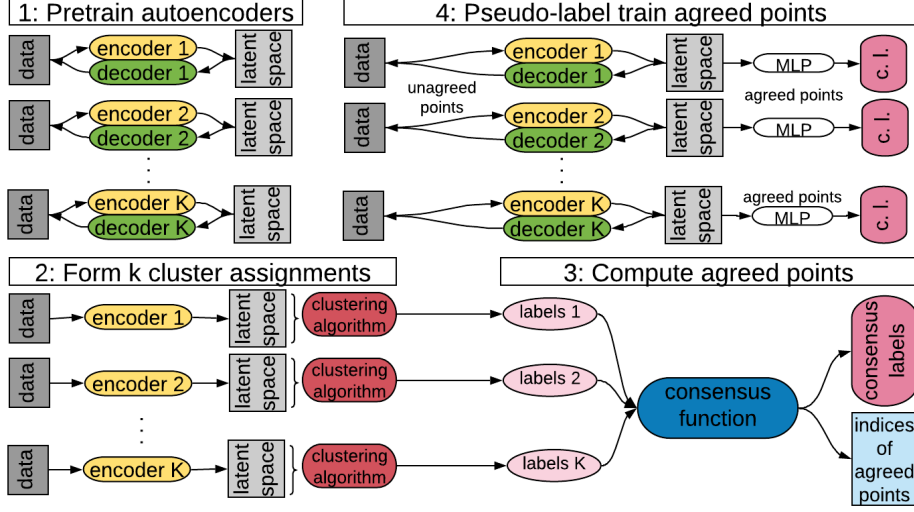 1: Pretrain autoencoders
data
encoder 1
decoder 1
latent
space
data
encoder 2
decoder 2
latent
space
data
encoder K
decoder K
latent
space
4: Pseudo-label train agreed points
data
encoder 1
decoder 1
latent
space
MLP
c. l.
unagreed
points
agreed points
data
encoder 2
decoder 2
latent
space
MLP
c. l.
data
encoder K
decoder K
latent
space
agreed points
MLP
c. l.
2: Form k cluster assignments
data
encoder 1
latent
space
clustering
algorithm
data
encoder 2
latent
space
clustering
algorithm
data
encoder K
latent
space
clustering
algorithm
3: Compute agreed points
labels 1
labels 2
labels K
consensus
function
consensus
labels
indices
of
agreed
points